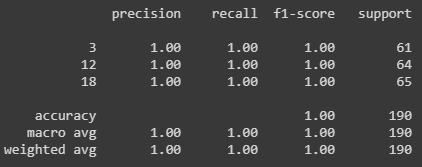 precision recall f1-score support
3 1.00 1.00 1.00 61
12 1.00 1.00 1.00 64
18 1.00 1.00 1.00 65
accuracy 1.00 190
macro avg 1.00 1.00 1.00 190
weighted avg 1.00 1.00 1.00 190